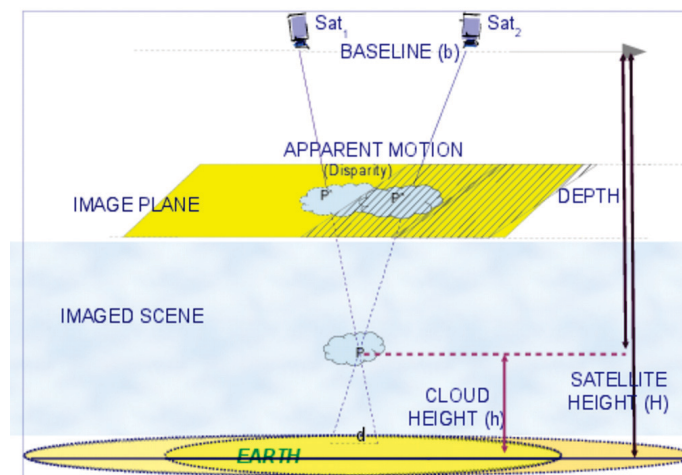 Sat1
Sat2
BASELINE (b)
APPARENT MOTION
(Disparity)
P'
P"
IMAGE PLANE
DEPTH
IMAGED SCENE
P
CLOUD
HEIGHT (h)
SATELLITE
HEIGHT (H)
d
EARTH